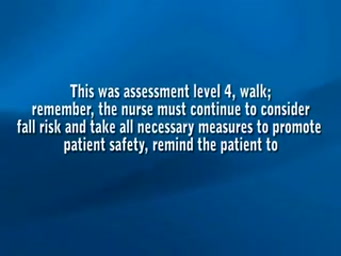 This was assessment level 4, walk;
remember, the nurse must continue to consider
fall risk and take all necessary measures to promote
patient safety, remind the patient to